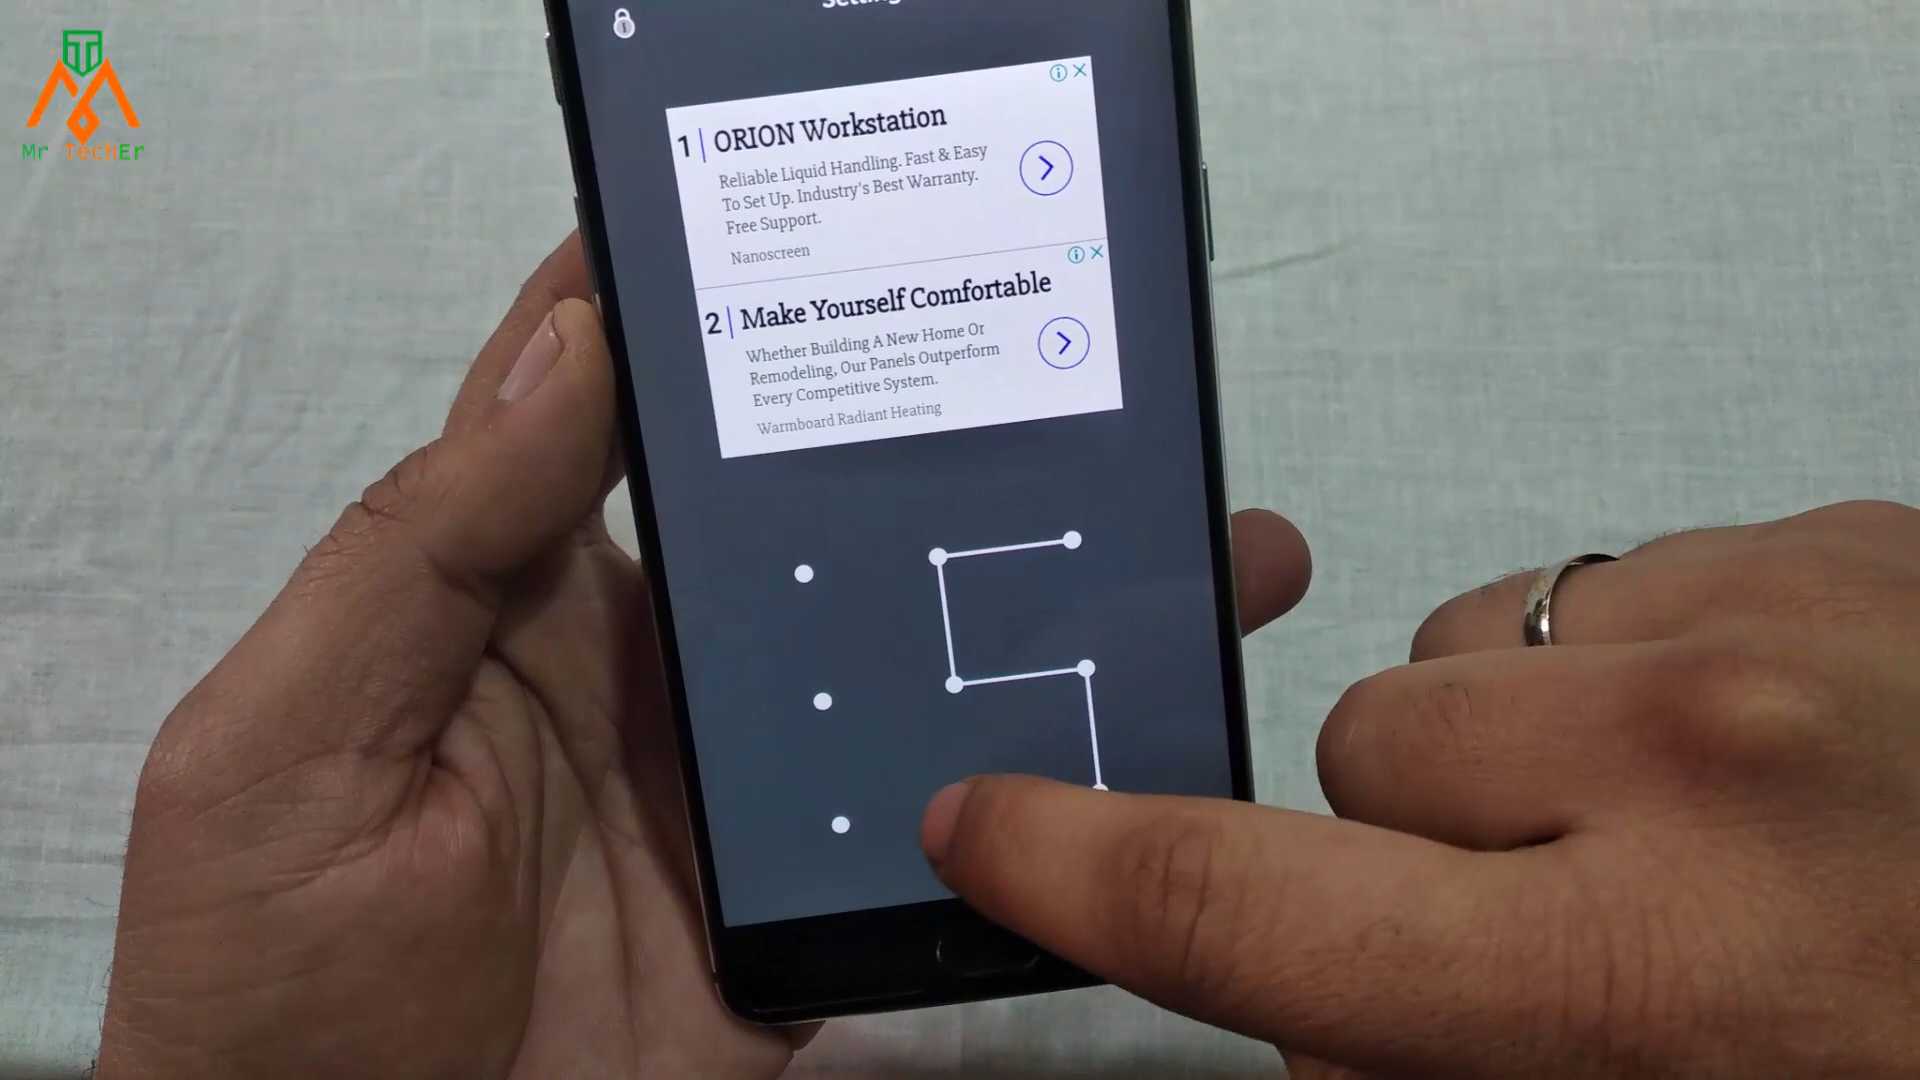 Mr TechEr
1 ORION Workstation
Reliable Liquid Handling. Fast & Easy
To Set Up. Industry's Best Warranty.
Free Support.
Nanoscreen
2 Make Yourself Comfortable
Whether Building A New Home Or
Remodeling, Our Panels Outperform
Every Competitive System.
Warmboard Radiant Heating